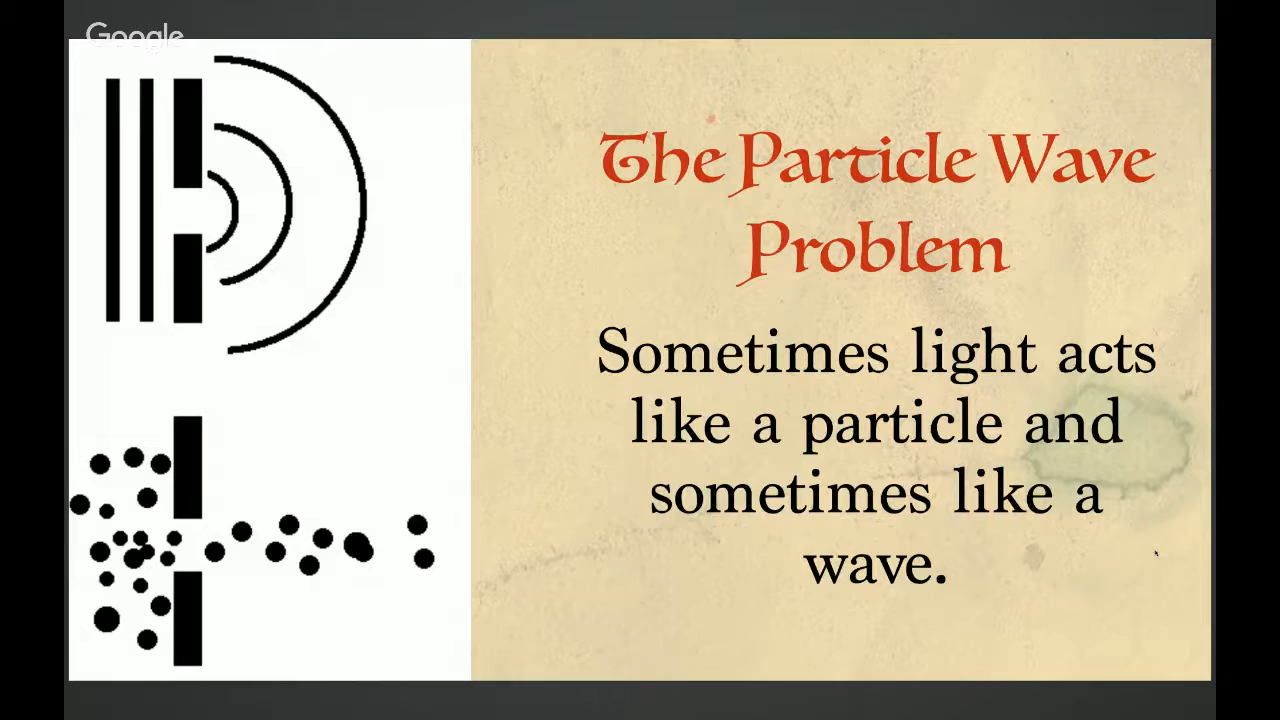 Google
The Particle Wave
Problem
Sometimes light acts
like a particle and
sometimes like a
wave.